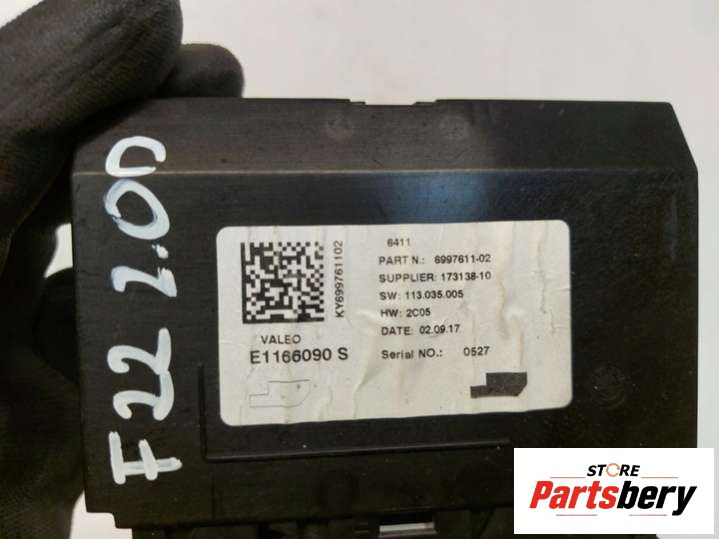 F22 2.0D
6411
PART N.: 6997611-02
SUPPLIER: 173138-10
SW: 113.035.005
HW: 2C05
DATE: 02.09.17
Serial NO.: 0527
KY699761102
VALEO
E1166090 S
STORE
Partsbery